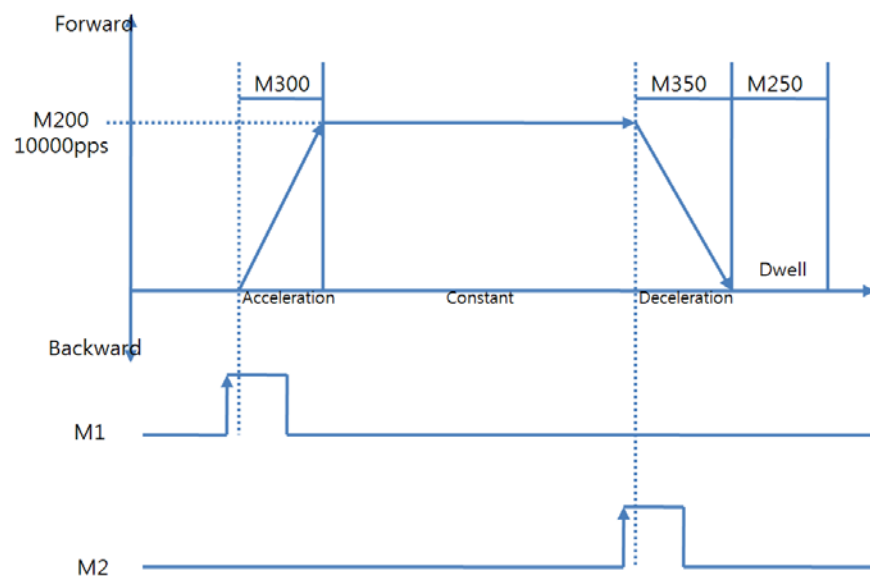 Forward
M300
M350
M250
M200
10000pps
Dwell
Acceleration
Constant
Deceleration
Backward
M1
M2